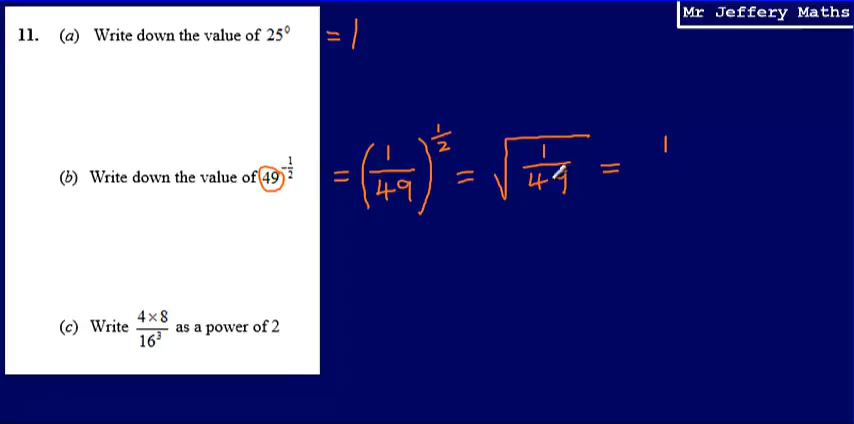 Mr Jeffery Maths
11. (a) Write down the value of 25⁰ = 1
(b) Write down the value of 49^{-1/2} = (1/49)^{1/2} = √(1/49) = 1
(c) Write (4×8)/16³ as a power of 2